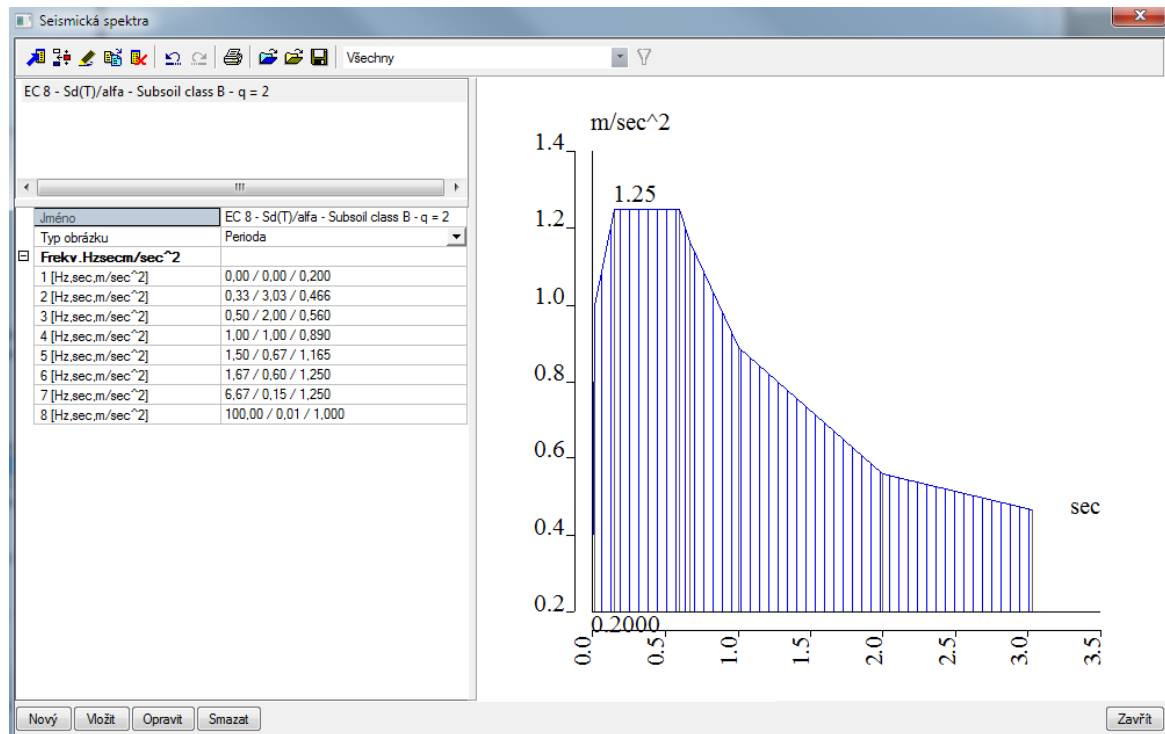 Seismická spektra
Všechny
EC 8 - Sd(T)/alfa - Subsoil class B - q = 2
Jméno EC 8 - Sd(T)/alfa - Subsoil class B - q = 2
Typ obrázku Perioda
Frekv.Hzsecm/sec^2
1 [Hz,sec,m/sec^2] 0,00 / 0,00 / 0,200
2 [Hz,sec,m/sec^2] 0,33 / 3,03 / 0,466
3 [Hz,sec,m/sec^2] 0,50 / 2,00 / 0,560
4 [Hz,sec,m/sec^2] 1,00 / 1,00 / 0,890
5 [Hz,sec,m/sec^2] 1,50 / 0,67 / 1,165
6 [Hz,sec,m/sec^2] 1,67 / 0,60 / 1,250
7 [Hz,sec,m/sec^2] 6,67 / 0,15 / 1,250
8 [Hz,sec,m/sec^2] 100,00 / 0,01 / 1,000
m/sec^2
1.4
1.25
1.2
1.0
0.8
0.6
sec
0.4
0.2
0.2000
0.0 0.5 1.0 1.5 2.0 2.5 3.0 3.5
Nový Vložit Opravit Smazat Zavřít